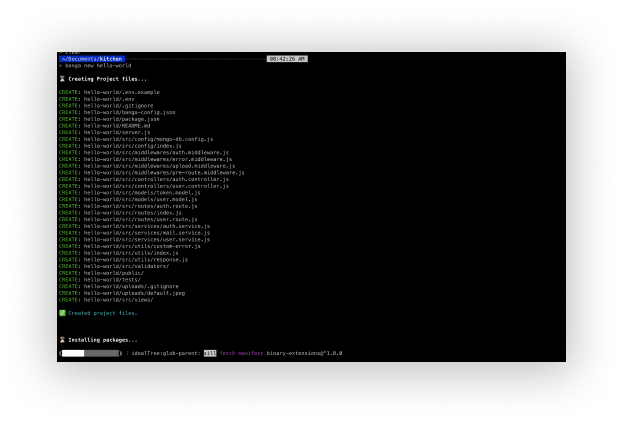 ~/Documents/kitchen 08:42:26 AM
> banga new hello-world
⌛ Creating Project files...
CREATE: hello-world/.env.example
CREATE: hello-world/.env
CREATE: hello-world/.gitignore
CREATE: hello-world/banga-config.json
CREATE: hello-world/package.json
CREATE: hello-world/README.md
CREATE: hello-world/server.js
CREATE: hello-world/src/config/mongo-db.config.js
CREATE: hello-world/src/config/index.js
CREATE: hello-world/src/middlewares/auth.middleware.js
CREATE: hello-world/src/middlewares/error.middleware.js
CREATE: hello-world/src/middlewares/upload.middleware.js
CREATE: hello-world/src/middlewares/pre-route.middleware.js
CREATE: hello-world/src/controllers/auth.controller.js
CREATE: hello-world/src/controllers/user.controller.js
CREATE: hello-world/src/models/token.model.js
CREATE: hello-world/src/models/user.model.js
CREATE: hello-world/src/routes/auth.route.js
CREATE: hello-world/src/routes/index.js
CREATE: hello-world/src/routes/user.route.js
CREATE: hello-world/src/services/auth.service.js
CREATE: hello-world/src/services/mail.service.js
CREATE: hello-world/src/services/user.service.js
CREATE: hello-world/src/utils/custom-error.js
CREATE: hello-world/src/utils/index.js
CREATE: hello-world/src/utils/response.js
CREATE: hello-world/src/validators/
CREATE: hello-world/public/
CREATE: hello-world/tests/
CREATE: hello-world/uploads/.gitignore
CREATE: hello-world/uploads/default.jpeg
CREATE: hello-world/src/views/
✅ Created project files.
⌛ Installing packages...
idealTree:glob-parent: sill fetch manifest binary-extensions@^1.0.0